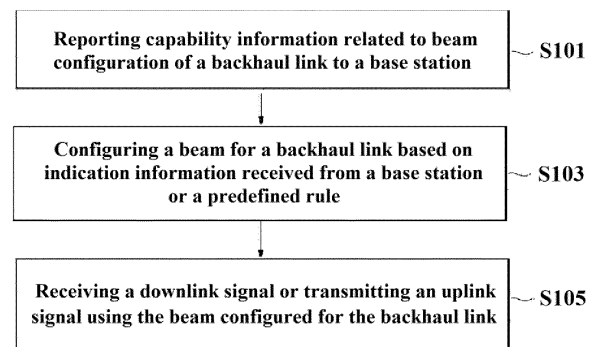 Reporting capability information related to beam
configuration of a backhaul link to a base station
S101
Configuring a beam for a backhaul link based on
indication information received from a base station
or a predefined rule
S103
Receiving a downlink signal or transmitting an uplink
signal using the beam configured for the backhaul link
S105